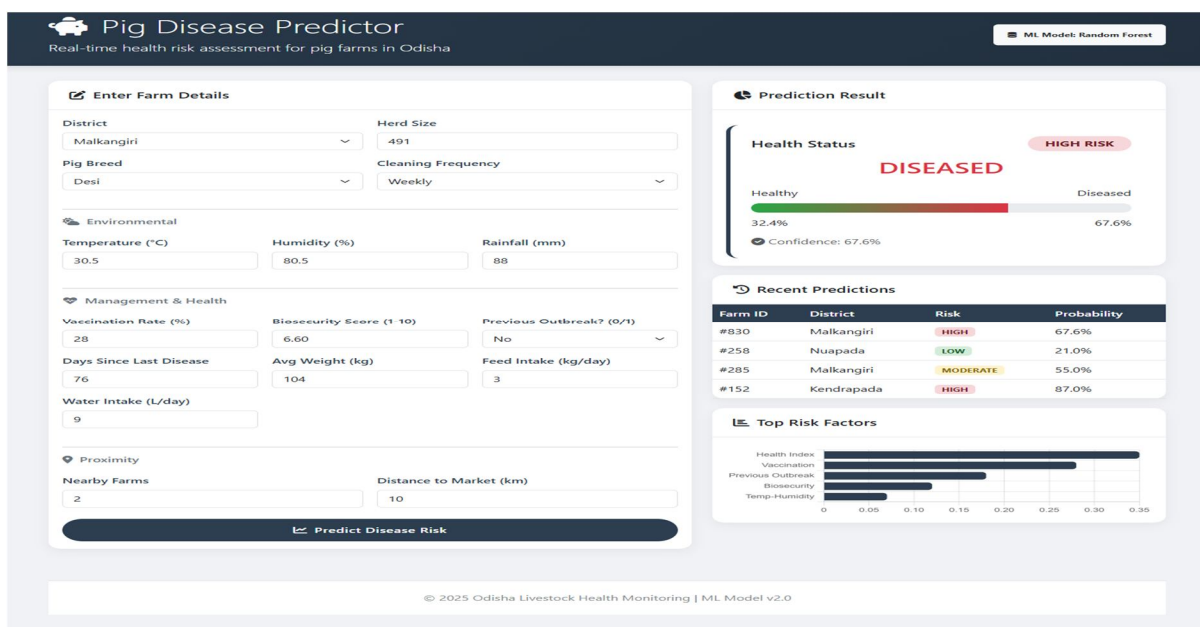 Pig Disease Predictor
Real-time health risk assessment for pig farms in Odisha
ML Model: Random Forest
Enter Farm Details
District
Herd Size
Malkangiri
491
Pig Breed
Cleaning Frequency
Desi
Weekly
Environmental
Temperature (°C)
Humidity (%)
Rainfall (mm)
30.5
80.5
88
Management & Health
Vaccination Rate (%)
Biosecurity Score (1-10)
Previous Outbreak? (0/1)
28
6.60
No
Days Since Last Disease
Avg Weight (kg)
Feed Intake (kg/day)
76
104
3
Water Intake (L/day)
9
Proximity
Nearby Farms
Distance to Market (km)
2
10
Predict Disease Risk
Prediction Result
Health Status
HIGH RISK
DISEASED
Healthy
Diseased
32.4%
67.6%
Confidence: 67.6%
Recent Predictions
Farm ID District Risk Probability
#830 Malkangiri HIGH 67.6%
#258 Nuapada LOW 21.0%
#285 Malkangiri MODERATE 55.0%
#152 Kendrapada HIGH 87.0%
Top Risk Factors
Health Index
Vaccination
Previous Outbreak
Biosecurity
Temp-Humidity
0 0.05 0.10 0.15 0.20 0.25 0.30 0.35
© 2025 Odisha Livestock Health Monitoring | ML Model v2.0